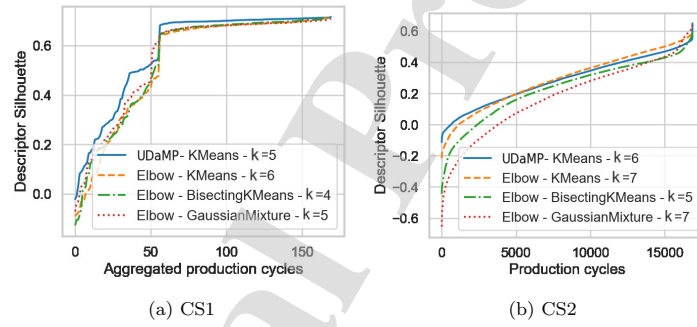 0.6
0.4
0.2
0.0
Descriptor Silhouette
UDaMP- KMeans - k=5
Elbow - KMeans - k=6
Elbow - BisectingKMeans - k=4
Elbow - GaussianMixture - k=5
0 50 100 150
Aggregated production cycles
(a) CS1
0.6
0.4
0.2
0.0
−0.2
−0.4
−0.6
Descriptor Silhouette
UDaMP- KMeans - k=6
Elbow - KMeans - k=7
Elbow - BisectingKMeans - k=5
Elbow - GaussianMixture - k=7
0 5000 10000 15000
Production cycles
(b) CS2